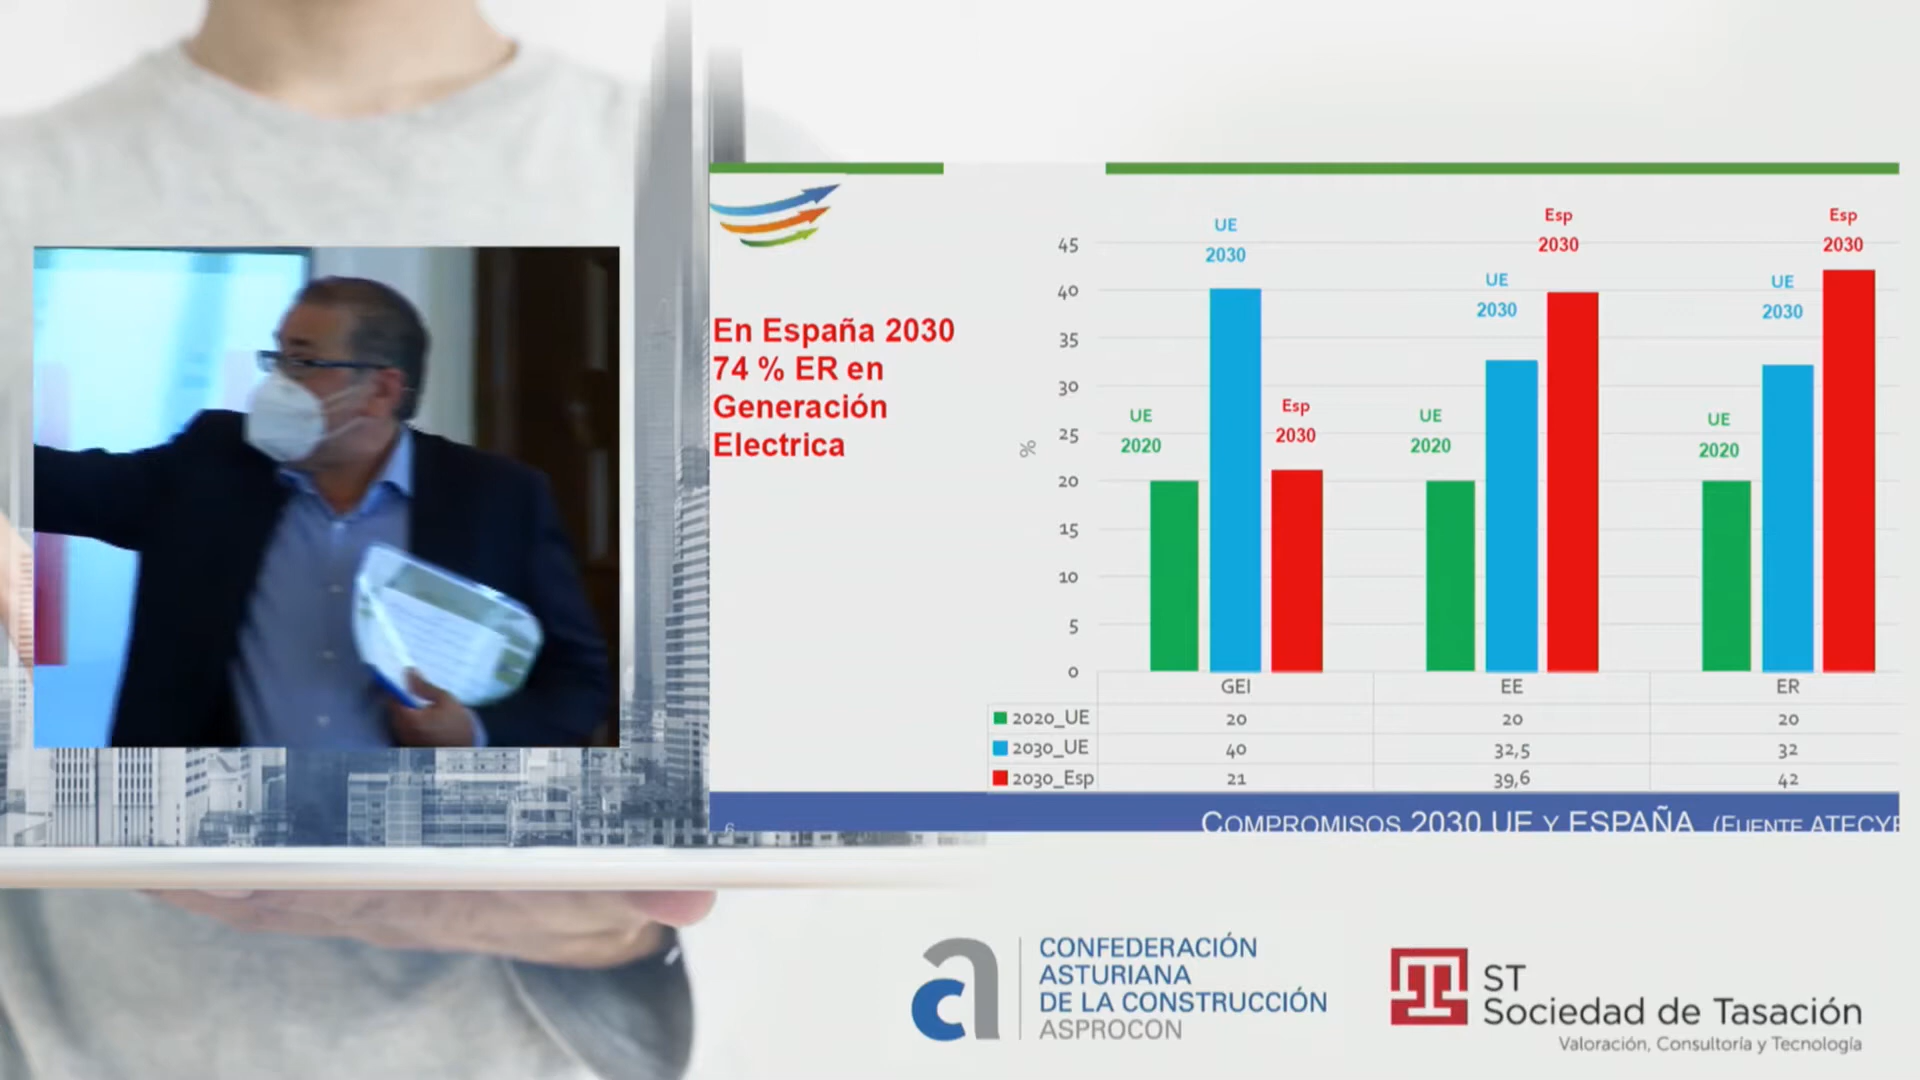 En España 2030
74 % ER en
Generación
Electrica
UE
2030
Esp
2030
Esp
2030
UE
2030
UE
2030
Esp
2030
UE
2020
UE
2020
UE
2020
%
45
40
35
30
25
20
15
10
5
0
GEI EE ER
2020_UE 20 20 20
2030_UE 40 32,5 32
2030_Esp 21 39,6 42
6
COMPROMISOS 2030 UE Y ESPAÑA (FUENTE ATECY
CONFEDERACIÓN
ASTURIANA
DE LA CONSTRUCCIÓN
ASPROCON
ST
Sociedad de Tasación
Valoración, Consultoría y Tecnología